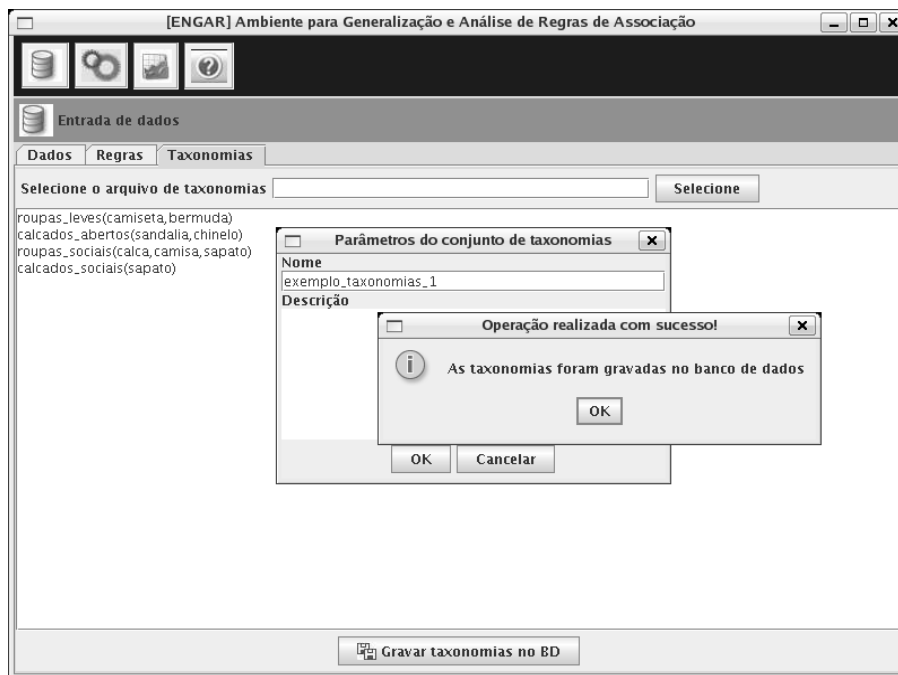 [ENGAR] Ambiente para Generalização e Análise de Regras de Associação
Entrada de dados
Dados Regras Taxonomias
Selecione o arquivo de taxonomias Selecione
roupas_leves(camiseta,bermuda)
calcados_abertos(sandalia,chinelo)
roupas_sociais(calca,camisa,sapato)
calcados_sociais(sapato)
Parâmetros do conjunto de taxonomias
Nome
exemplo_taxonomias_1
Descrição
Operação realizada com sucesso!
As taxonomias foram gravadas no banco de dados
OK
OK Cancelar
Gravar taxonomias no BD